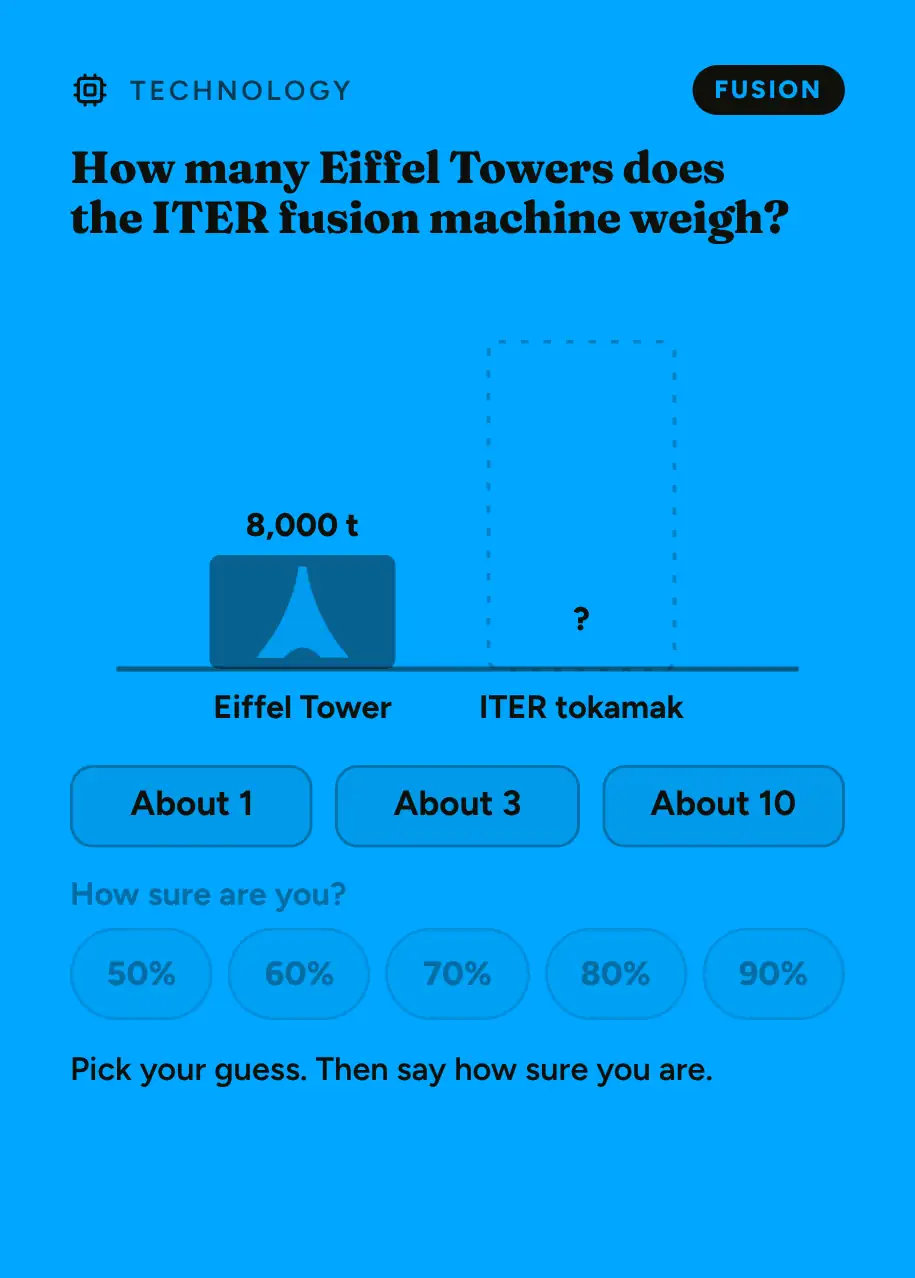 TECHNOLOGY
FUSION
How many Eiffel Towers does
the ITER fusion machine weigh?
8,000 t
?
Eiffel Tower
ITER tokamak
About 1
About 3
About 10
How sure are you?
50%
60%
70%
80%
90%
Pick your guess. Then say how sure you are.